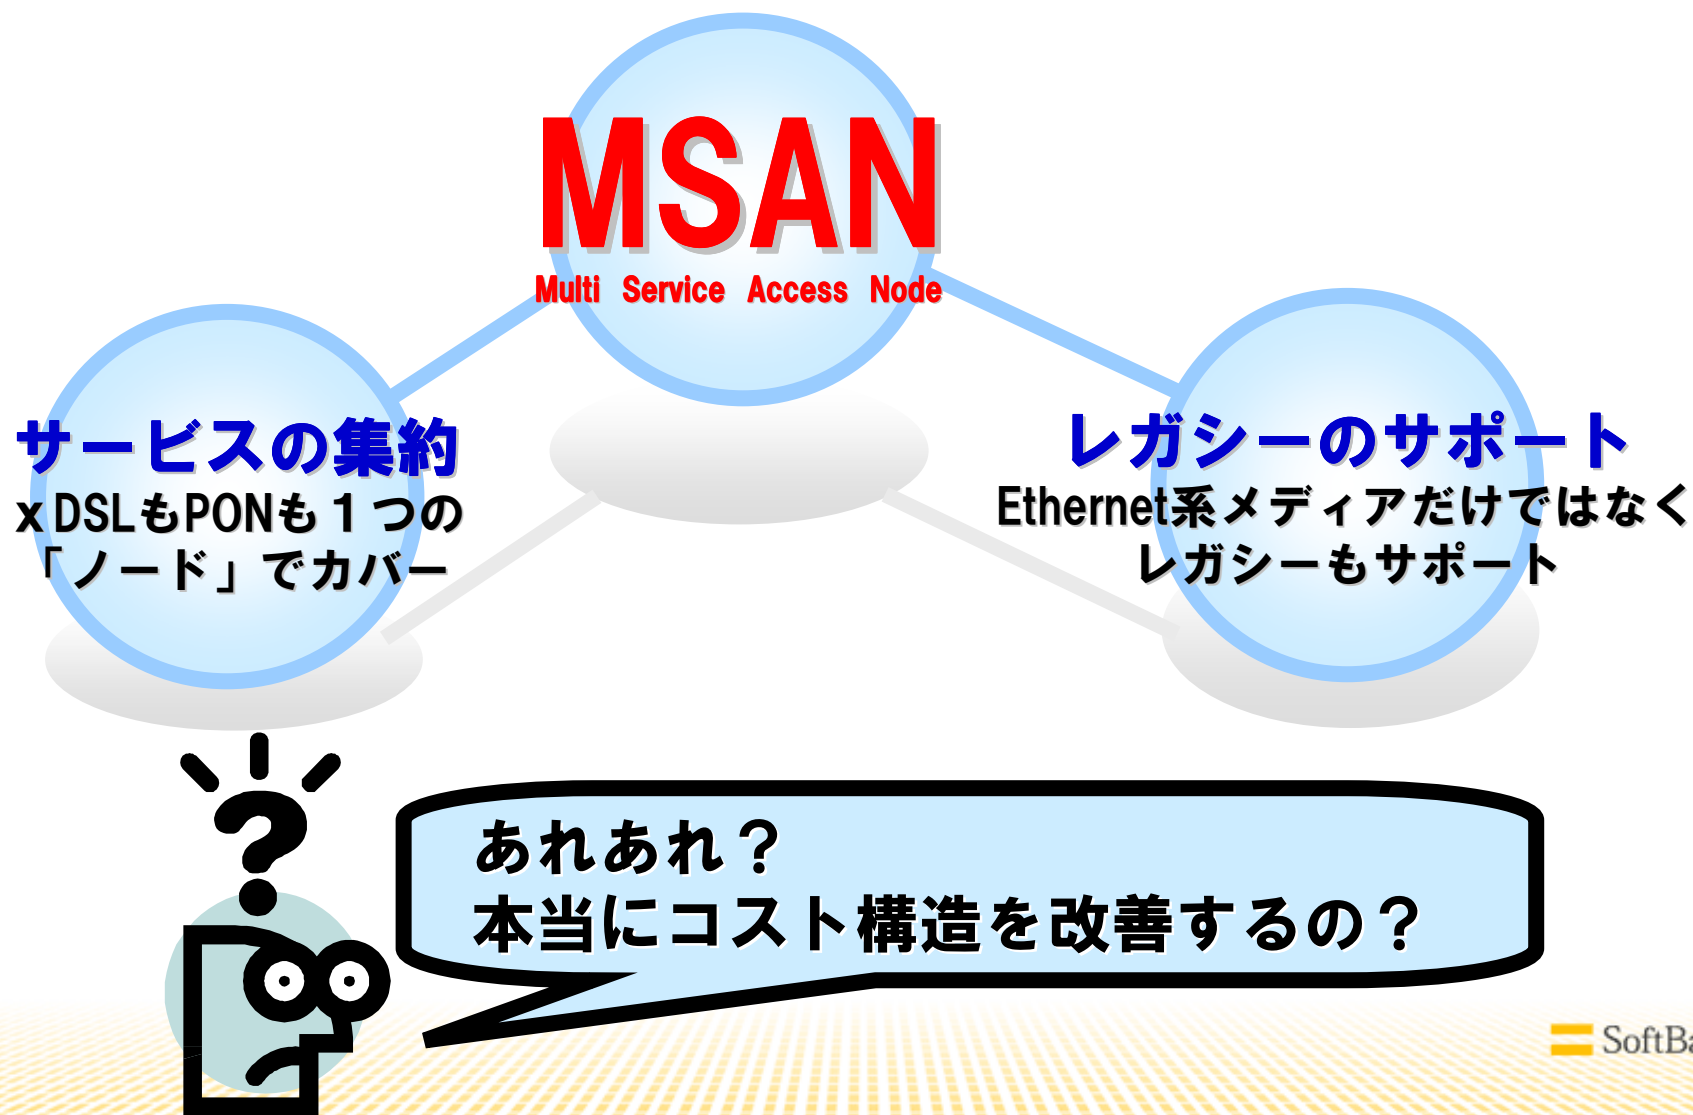 MSAN
Multi Service Access Node
サービスの集約
xDSLもPONも１つの
「ノード」でカバー
レガシーのサポート
Ethernet系メディアだけではなく
レガシーもサポート
?
あれあれ？
本当にコスト構造を改善するの？
SoftBa